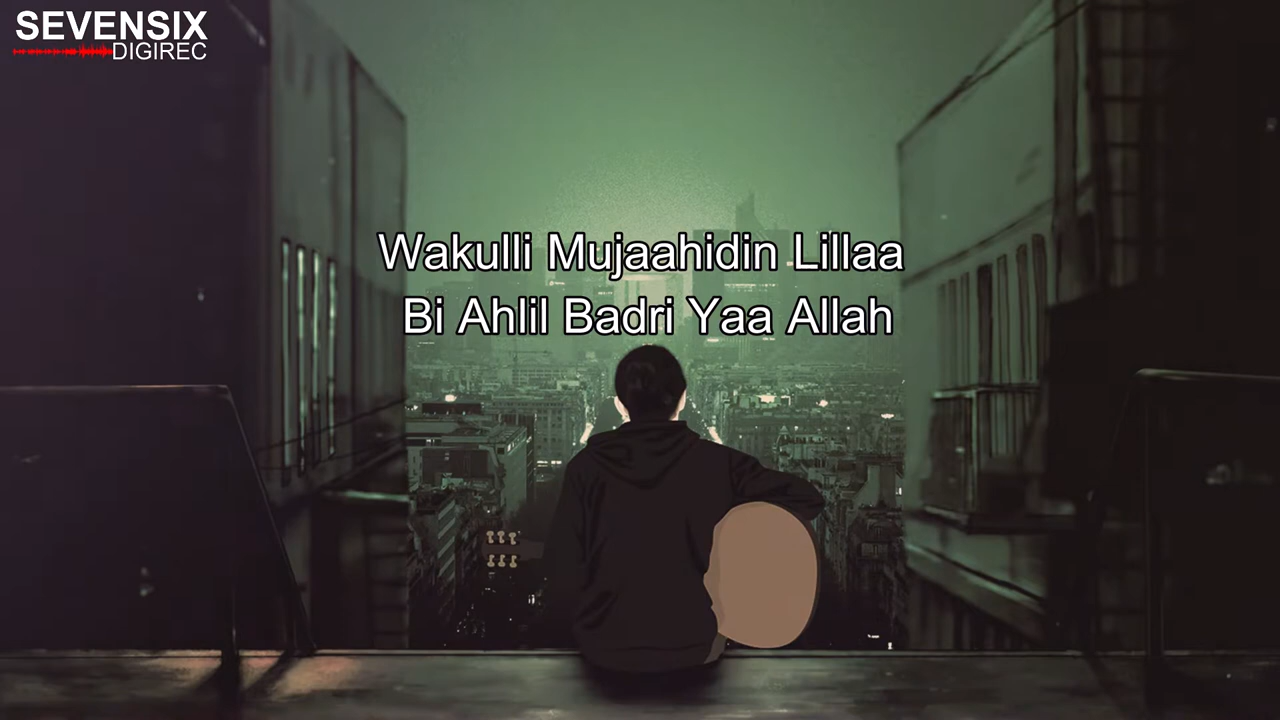 SEVENSIX
DIGIREC
Wakulli Mujaahidin Lillaa
Bi Ahlil Badri Yaa Allah